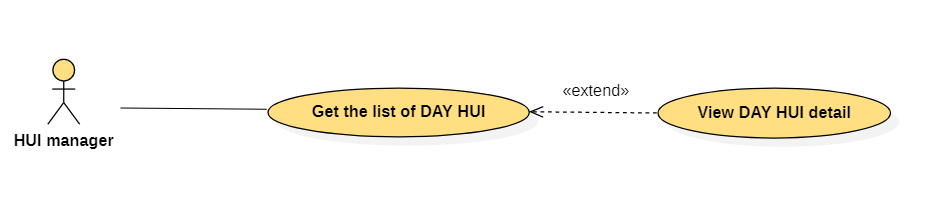 «extend»
Get the list of DAY HUI
View DAY HUI detail
HUI manager